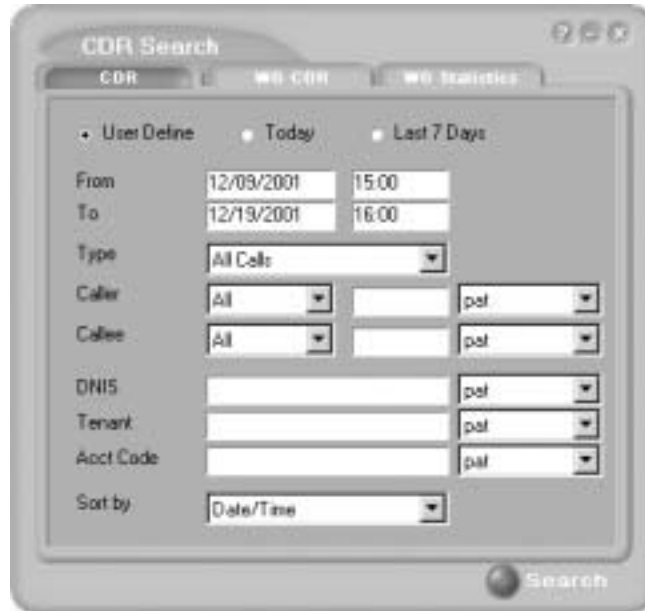 CDR Search
CDR WG CDR WG Statistics
User Define Today Last 7 Days
From 12/09/2001 15:00
To 12/19/2001 16:00
Type All Calls
Caller All pat
Callee All pat
DNIS pat
Tenant pat
Acct Code pat
Sort by Date/Time
Search